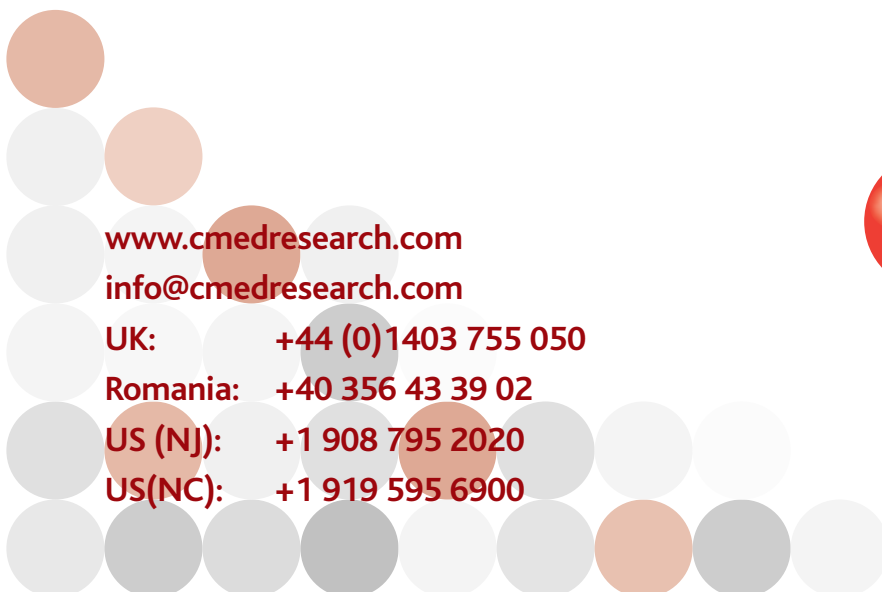 www.cmedresearch.com
info@cmedresearch.com
UK: +44 (0)1403 755 050
Romania: +40 356 43 39 02
US (NJ): +1 908 795 2020
US(NC): +1 919 595 6900